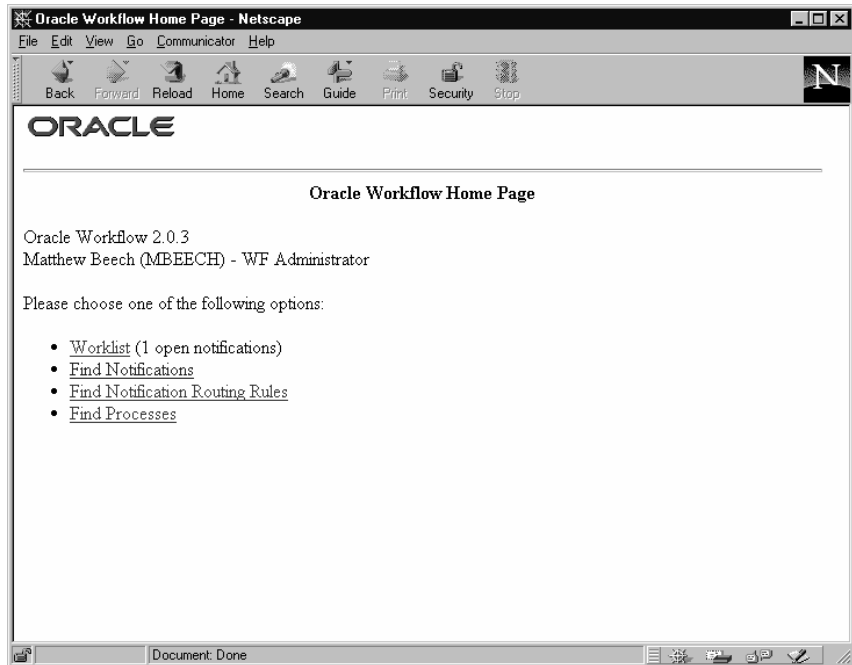 Oracle Workflow Home Page - Netscape
File Edit View Go Communicator Help
Back Forward Reload Home Search Guide Print Security Stop
N
ORACLE
Oracle Workflow Home Page
Oracle Workflow 2.0.3
Matthew Beech (MBEECH) - WF Administrator
Please choose one of the following options:
• Worklist (1 open notifications)
• Find Notifications
• Find Notification Routing Rules
• Find Processes
Document: Done